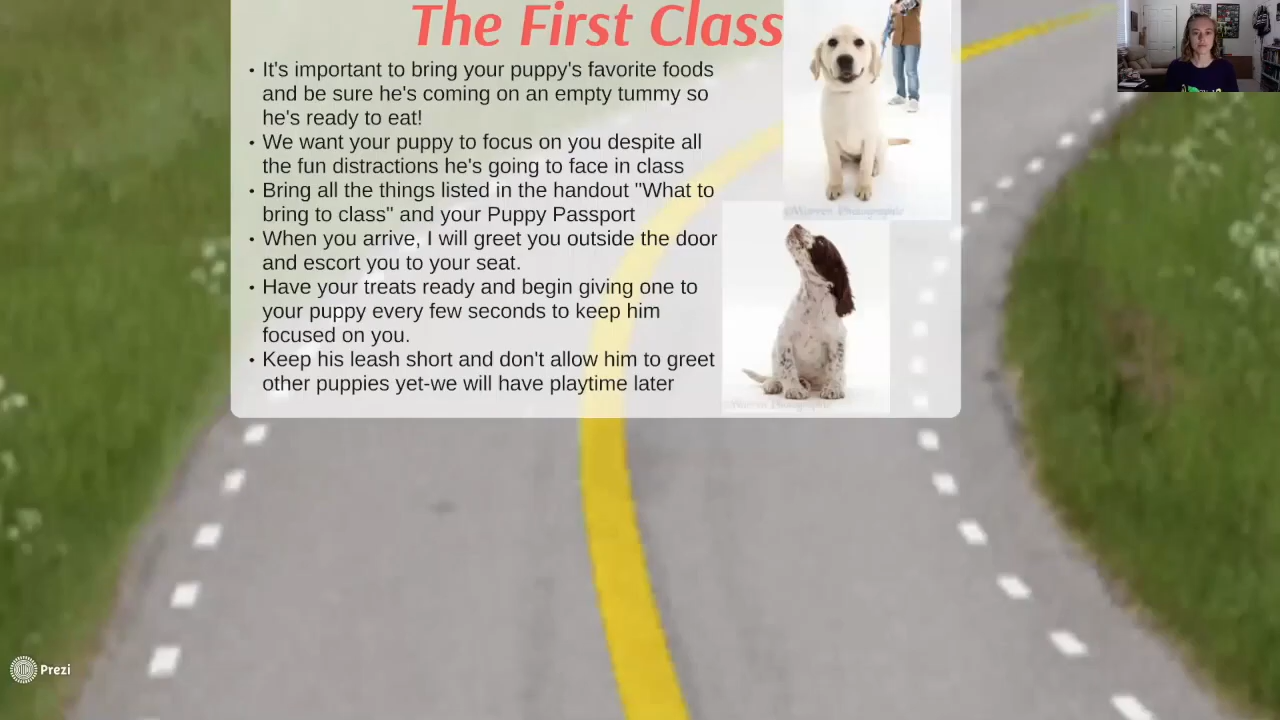 The First Class
• It's important to bring your puppy's favorite foods
and be sure he's coming on an empty tummy so
he's ready to eat!
• We want your puppy to focus on you despite all
the fun distractions he's going to face in class
• Bring all the things listed in the handout "What to
bring to class" and your Puppy Passport
• When you arrive, I will greet you outside the door
and escort you to your seat.
• Have your treats ready and begin giving one to
your puppy every few seconds to keep him
focused on you.
• Keep his leash short and don't allow him to greet
other puppies yet-we will have playtime later
©Warren Photographic
©Warren Photographic
Prezi